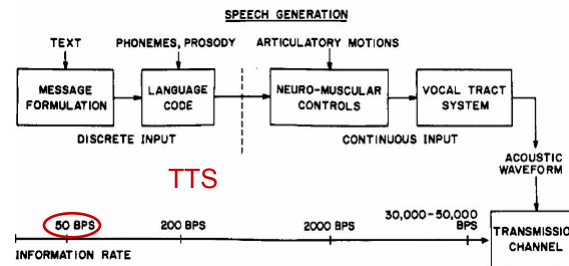 SPEECH GENERATION
TEXT
PHONEMES, PROSODY
ARTICULATORY MOTIONS
MESSAGE
FORMULATION
LANGUAGE
CODE
NEURO-MUSCULAR
CONTROLS
VOCAL TRACT
SYSTEM
DISCRETE INPUT
CONTINUOUS INPUT
ACOUSTIC
WAVEFORM
TTS
50 BPS
200 BPS
2000 BPS
30,000-50,000
BPS
INFORMATION RATE
TRANSMISSION
CHANNEL